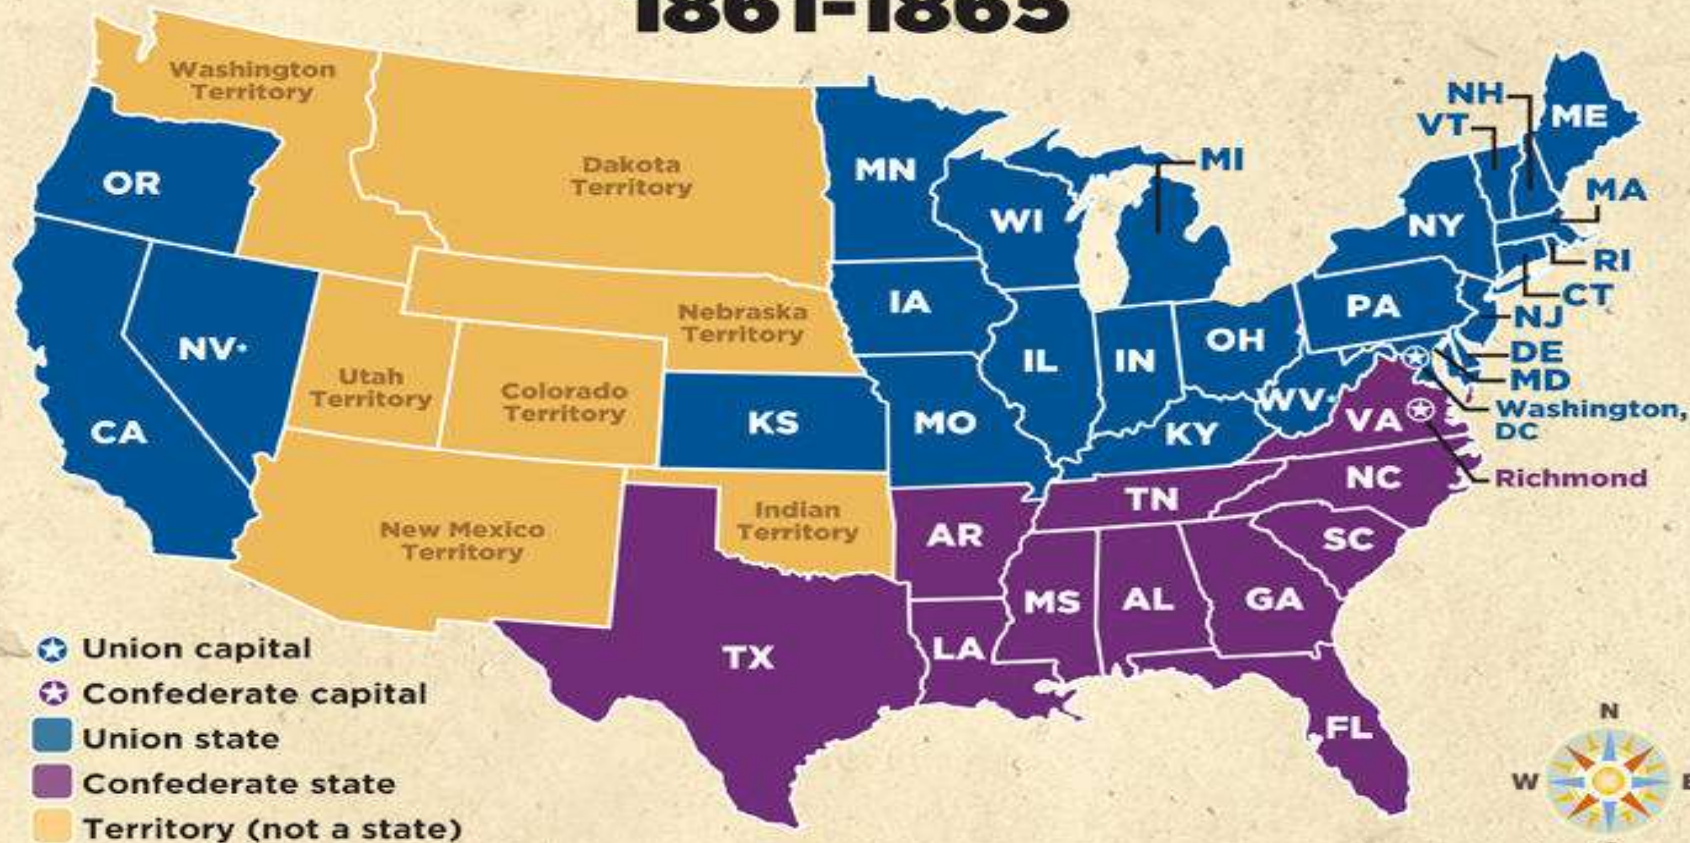 1861-1865
Washington
Territory
Dakota
Territory
Nebraska
Territory
Utah
Territory
Colorado
Territory
New Mexico
Territory
Indian
Territory
OR
CA
NV*
KS
MN
IA
MO
WI
IL
MI
IN
OH
KY
WV*
PA
NY
VT
NH
ME
MA
RI
CT
NJ
DE
MD
Washington,
DC
VA
Richmond
NC
TN
SC
AR
MS
AL
GA
LA
TX
FL
Union capital
Confederate capital
Union state
Confederate state
Territory (not a state)
N
W
E